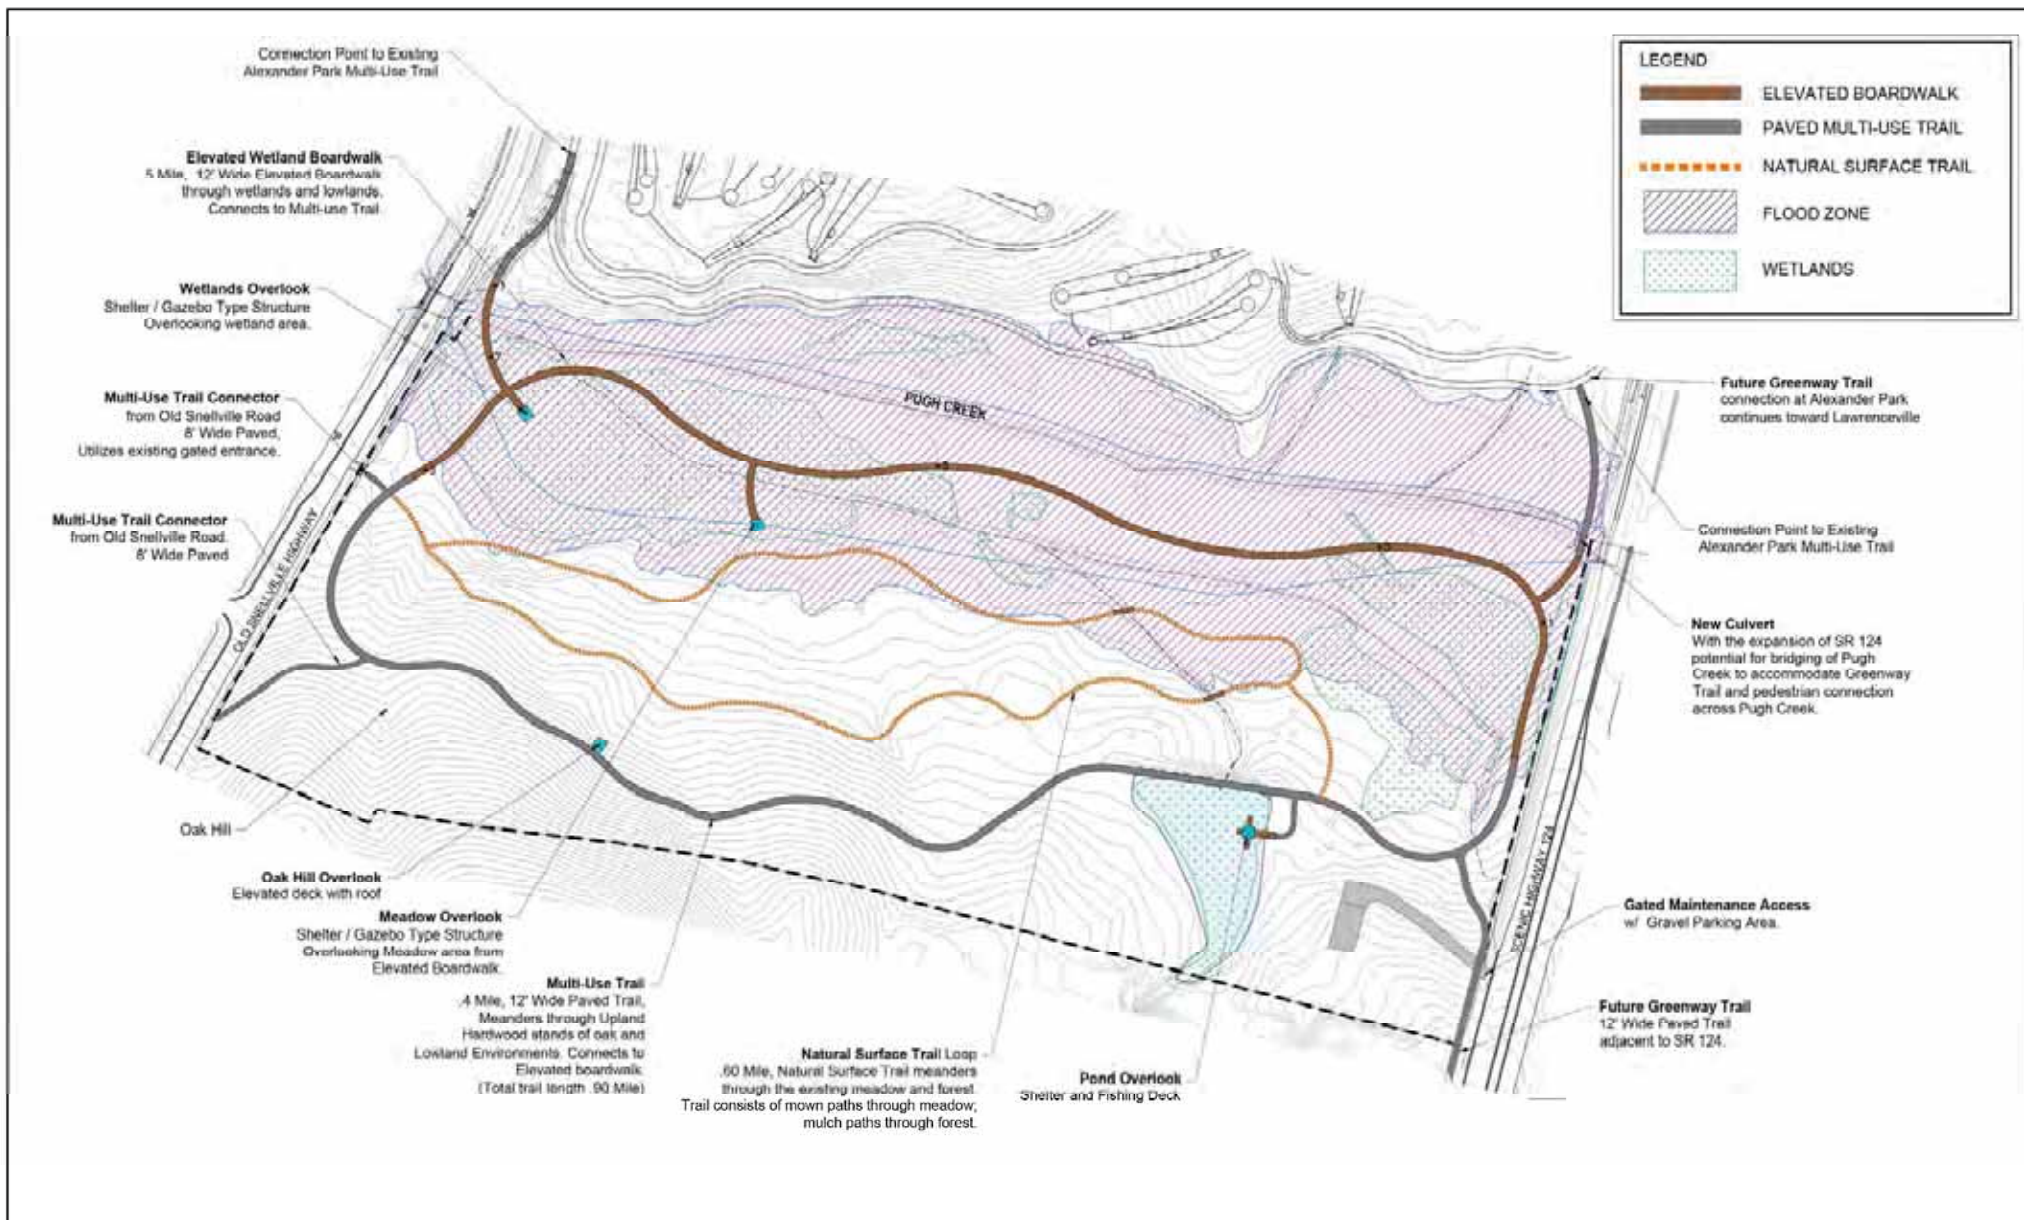 Connection Point to Existing
Alexander Park Multi-Use Trail
Elevated Wetland Boardwalk
.5 Mile, 12' Wide Elevated Boardwalk
through wetlands and lowlands.
Connects to Multi-use Trail.
Wetlands Overlook
Shelter / Gazebo Type Structure
Overlooking wetland area.
Multi-Use Trail Connector
from Old Snellville Road
8' Wide Paved,
Utilizes existing gated entrance.
Multi-Use Trail Connector
from Old Snellville Road.
8' Wide Paved
OLD SNELLVILLE HIGHWAY
PUGH CREEK
Oak Hill
Oak Hill Overlook
Elevated deck with roof
Meadow Overlook
Shelter / Gazebo Type Structure
Overlooking Meadow area from
Elevated Boardwalk.
Multi-Use Trail
.4 Mile, 12' Wide Paved Trail,
Meanders through Upland
Hardwood stands of oak and
Lowland Environments. Connects to
Elevated boardwalk.
(Total trail length .90 Mile)
Natural Surface Trail Loop
.60 Mile, Natural Surface Trail meanders
through the existing meadow and forest.
Trail consists of mown paths through meadow;
mulch paths through forest.
Pond Overlook
Shelter and Fishing Deck
LEGEND
ELEVATED BOARDWALK
PAVED MULTI-USE TRAIL
NATURAL SURFACE TRAIL
FLOOD ZONE
WETLANDS
Future Greenway Trail
connection at Alexander Park
continues toward Lawrenceville
Connection Point to Existing
Alexander Park Multi-Use Trail
New Culvert
With the expansion of SR 124
potential for bridging of Pugh
Creek to accommodate Greenway
Trail and pedestrian connection
across Pugh Creek.
SCENIC HIGHWAY 124
Gated Maintenance Access
w/ Gravel Parking Area.
Future Greenway Trail
12' Wide Paved Trail
adjacent to SR 124.